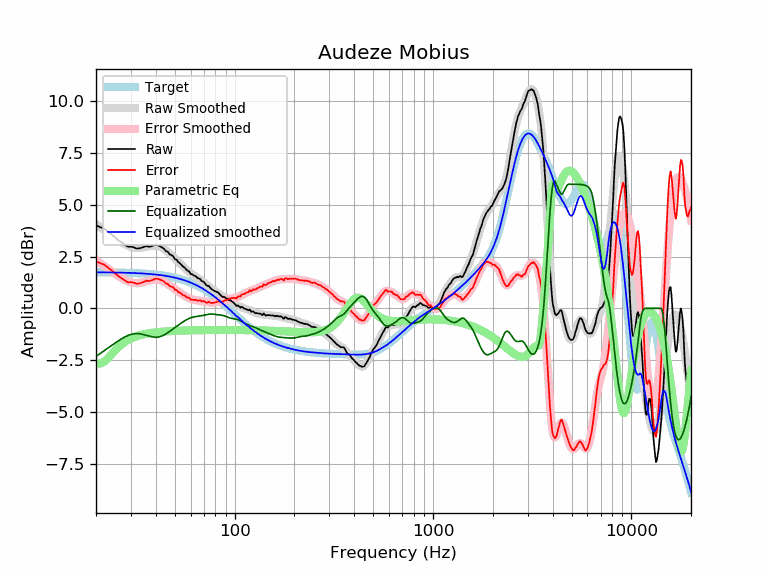 Audeze Mobius
Amplitude (dBr)
10.0
7.5
5.0
2.5
0.0
−2.5
−5.0
−7.5
Target
Raw Smoothed
Error Smoothed
Raw
Error
Parametric Eq
Equalization
Equalized smoothed
100
1000
10000
Frequency (Hz)